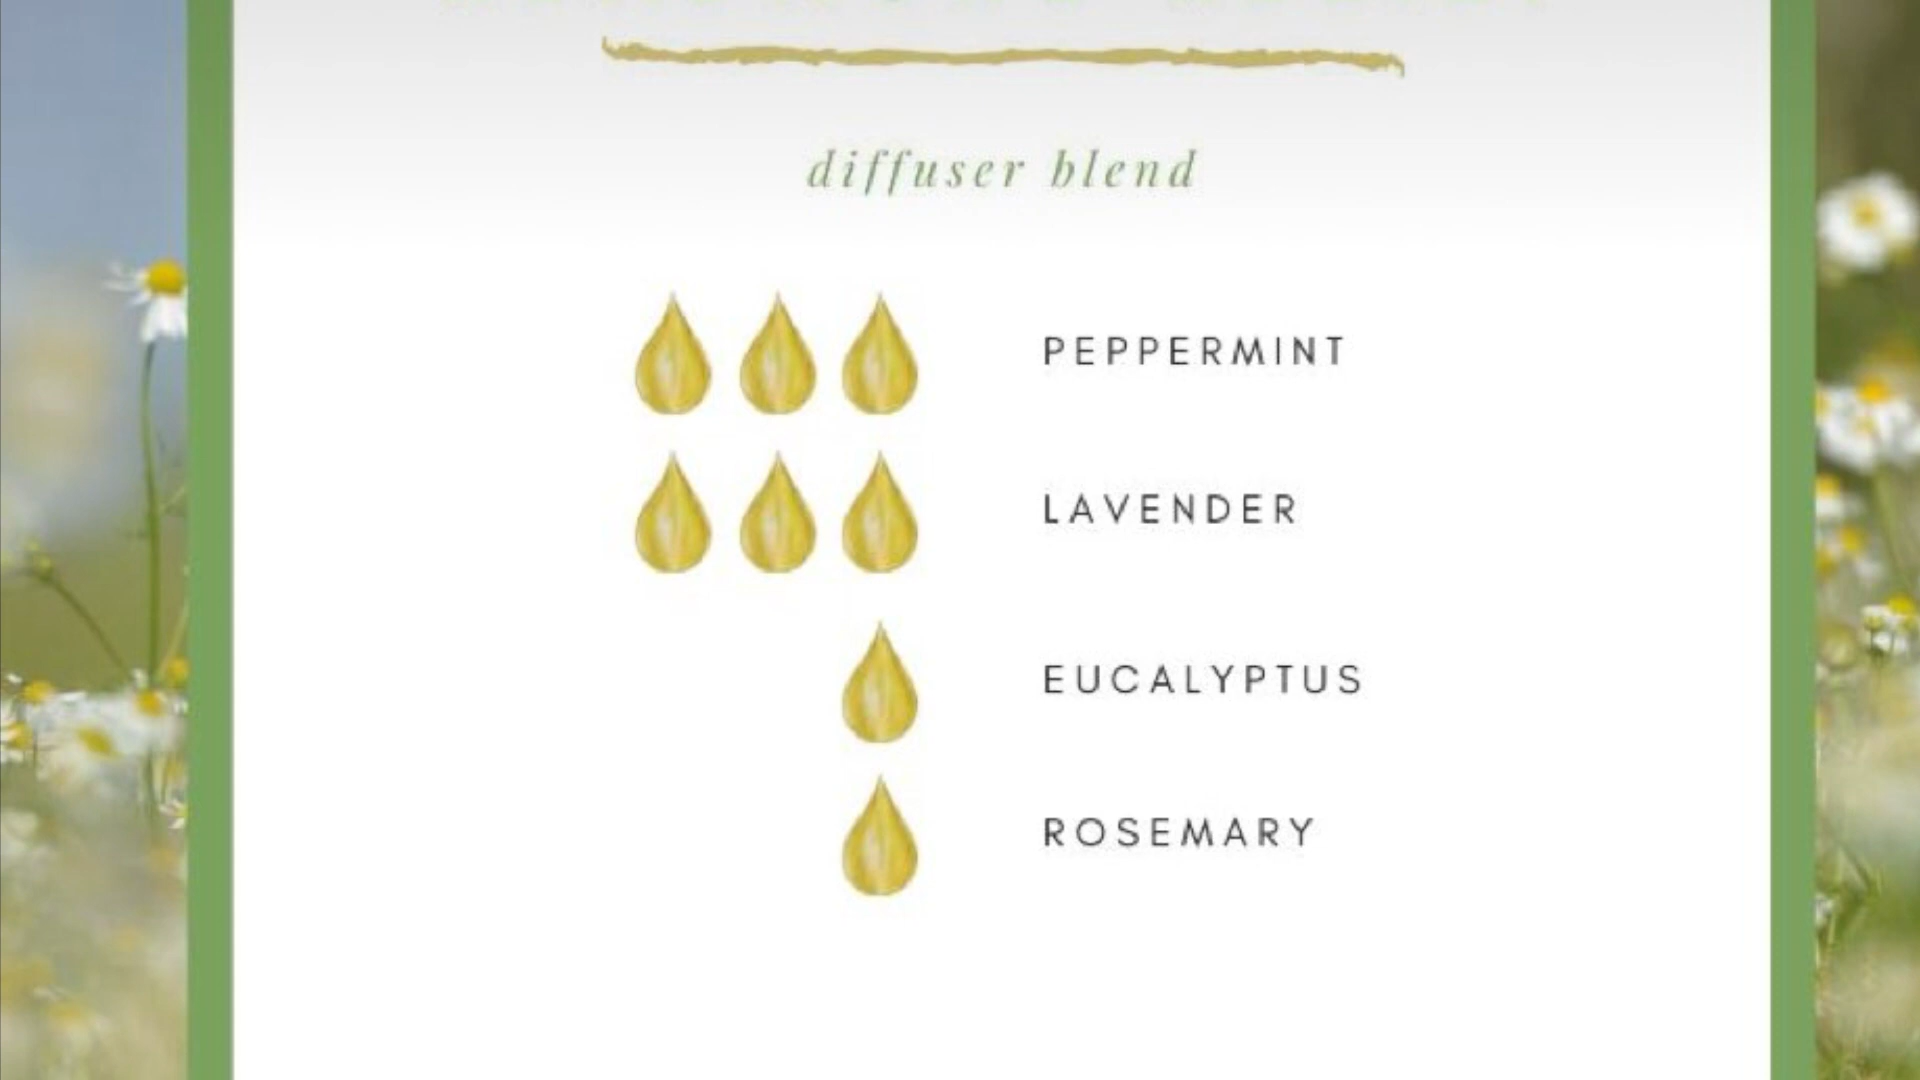 diffuser blend
PEPPERMINT
LAVENDER
EUCALYPTUS
ROSEMARY